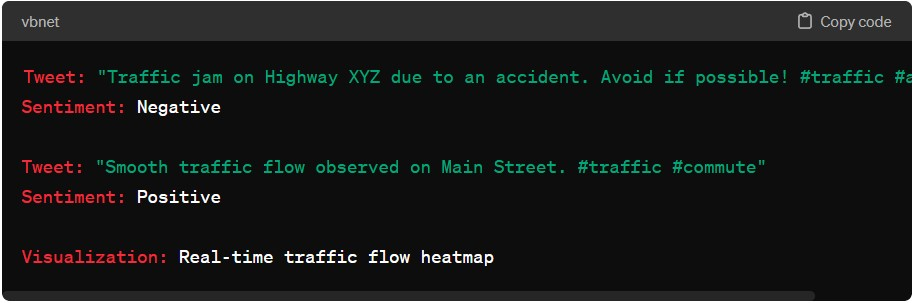 vbnet
Copy code
Tweet: "Traffic jam on Highway XYZ due to an accident. Avoid if possible! #traffic
Sentiment: Negative
Tweet: "Smooth traffic flow observed on Main Street. #traffic #commute"
Sentiment: Positive
Visualization: Real-time traffic flow heatmap